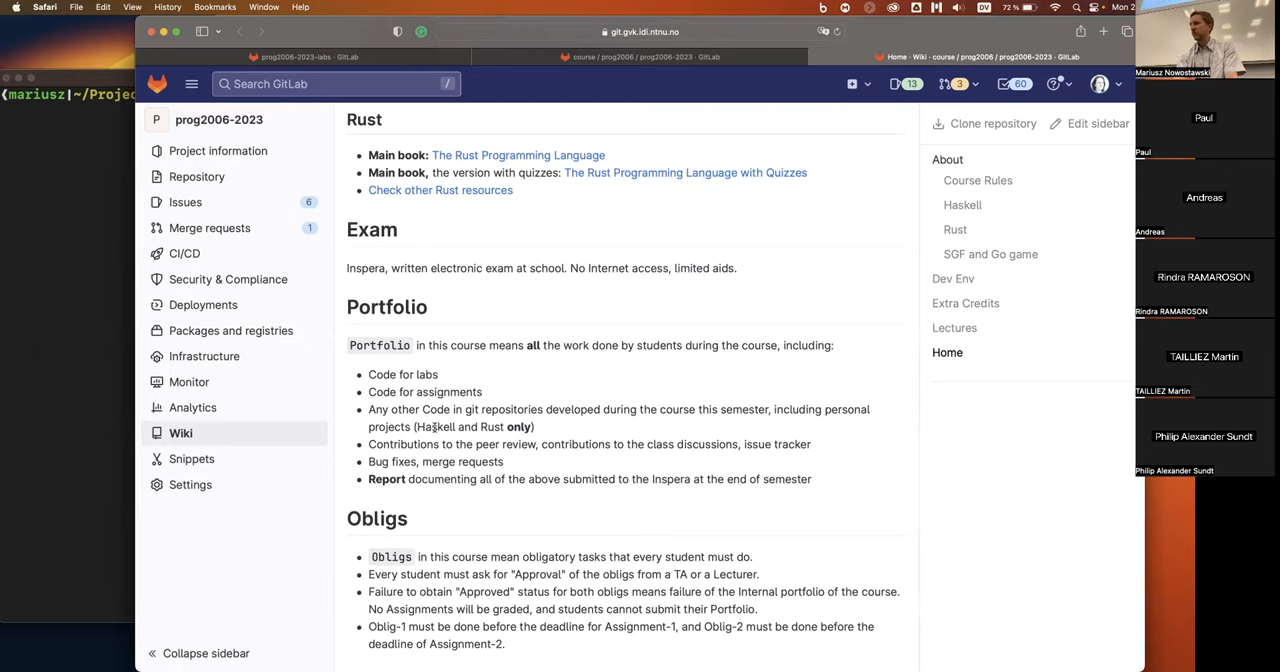 Safari File Edit View History Bookmarks Window Help
DV 72 % Mon 2
git.gvk.idi.ntnu.no
prog2006-2023-labs · GitLab
course / prog2006 / prog2006-2023 · GitLab
Home · Wiki · course / prog2006 / prog2006-2023 · GitLab
(mariusz|~/Projec
Search GitLab /
13 3 60
P prog2006-2023
Project information
Repository
Issues 6
Merge requests 1
CI/CD
Security & Compliance
Deployments
Packages and registries
Infrastructure
Monitor
Analytics
Wiki
Snippets
Settings
« Collapse sidebar
Rust
• Main book: The Rust Programming Language
• Main book, the version with quizzes: The Rust Programming Language with Quizzes
• Check other Rust resources
Exam
Inspera, written electronic exam at school. No Internet access, limited aids.
Portfolio
Portfolio in this course means all the work done by students during the course, including:
• Code for labs
• Code for assignments
• Any other Code in git repositories developed during the course this semester, including personal
projects (Haskell and Rust only)
• Contributions to the peer review, contributions to the class discussions, issue tracker
• Bug fixes, merge requests
• Report documenting all of the above submitted to the Inspera at the end of semester
Obligs
• Obligs in this course mean obligatory tasks that every student must do.
• Every student must ask for "Approval" of the obligs from a TA or a Lecturer.
• Failure to obtain "Approved" status for both obligs means failure of the Internal portfolio of the course.
No Assignments will be graded, and students cannot submit their Portfolio.
• Oblig-1 must be done before the deadline for Assignment-1, and Oblig-2 must be done before the
deadline of Assignment-2.
Clone repository Edit sidebar
About
Course Rules
Haskell
Rust
SGF and Go game
Dev Env
Extra Credits
Lectures
Home
Mariusz Nowostawski
Paul
Paul
Andreas
Andreas
Rindra RAMAROSON
Rindra RAMAROSON
TAILLIEZ Martin
TAILLIEZ Martin
Philip Alexander Sundt
Philip Alexander Sundt